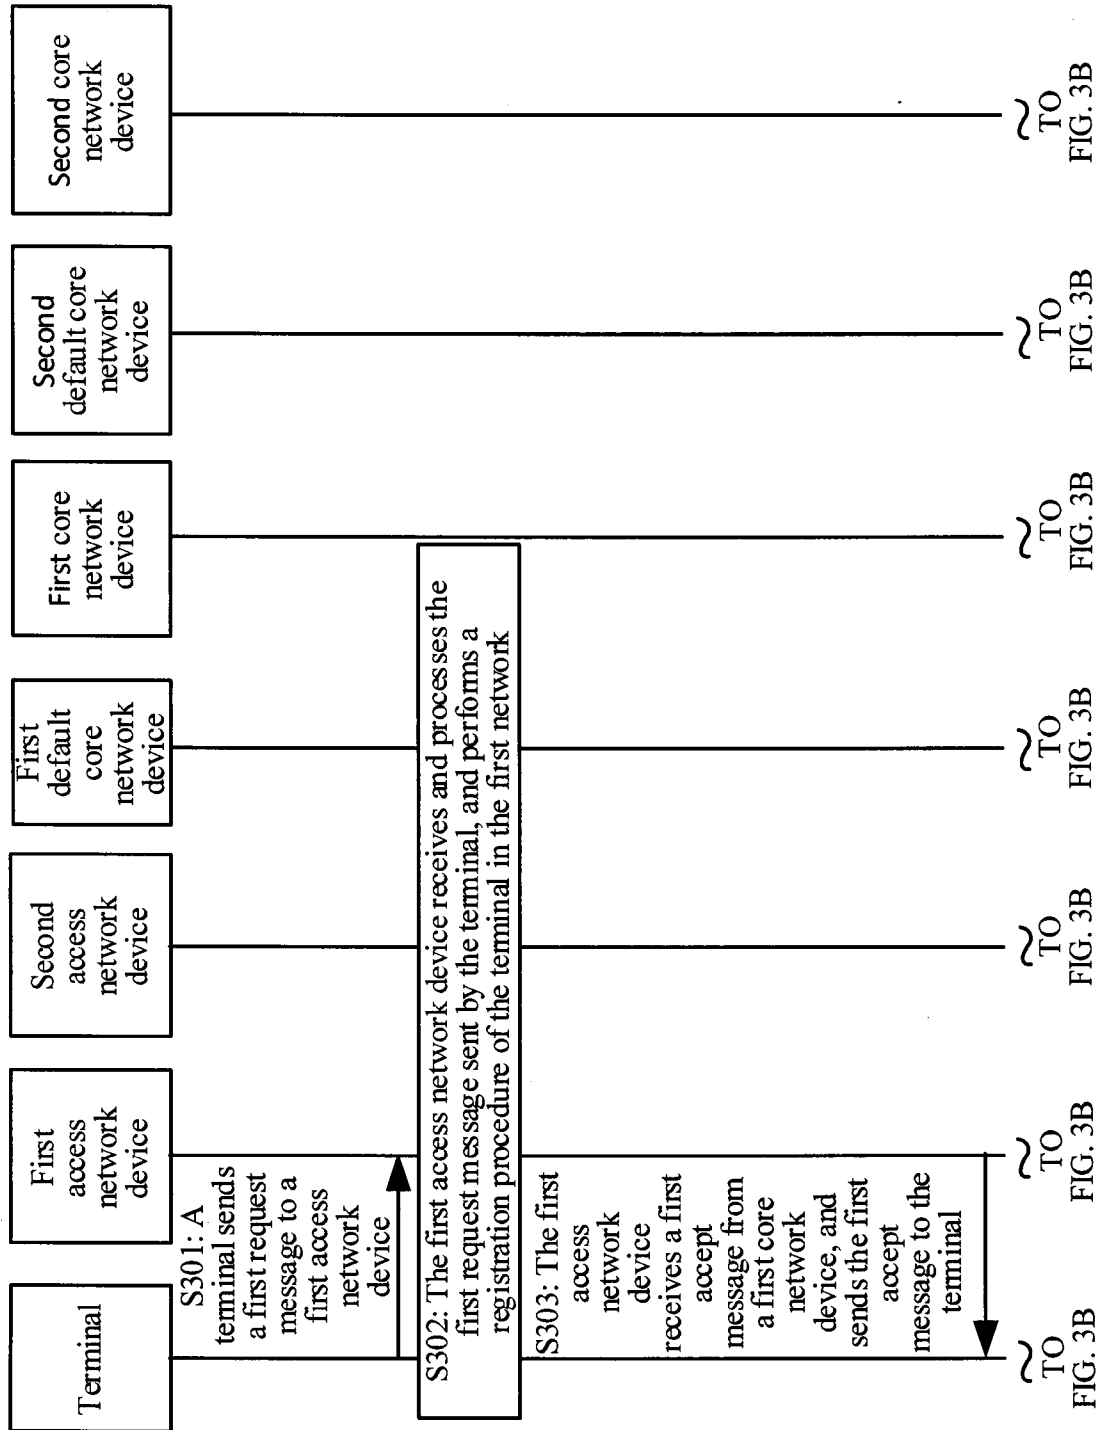 Terminal
First
access
network
device
Second
access
network
device
First
default
core
network
device
First core
network
device
Second
default core
network
device
Second core
network
device
S301: A
terminal sends
a first request
message to a
first access
network
device
S302: The first access network device receives and processes the
first request message sent by the terminal, and performs a
registration procedure of the terminal in the first network
S303: The first
access
network
device
receives a first
accept
message from
a first core
network
device, and
sends the first
accept
message to the
terminal
TO
FIG. 3B
TO
FIG. 3B
TO
FIG. 3B
TO
FIG. 3B
TO
FIG. 3B
TO
FIG. 3B
TO
FIG. 3B